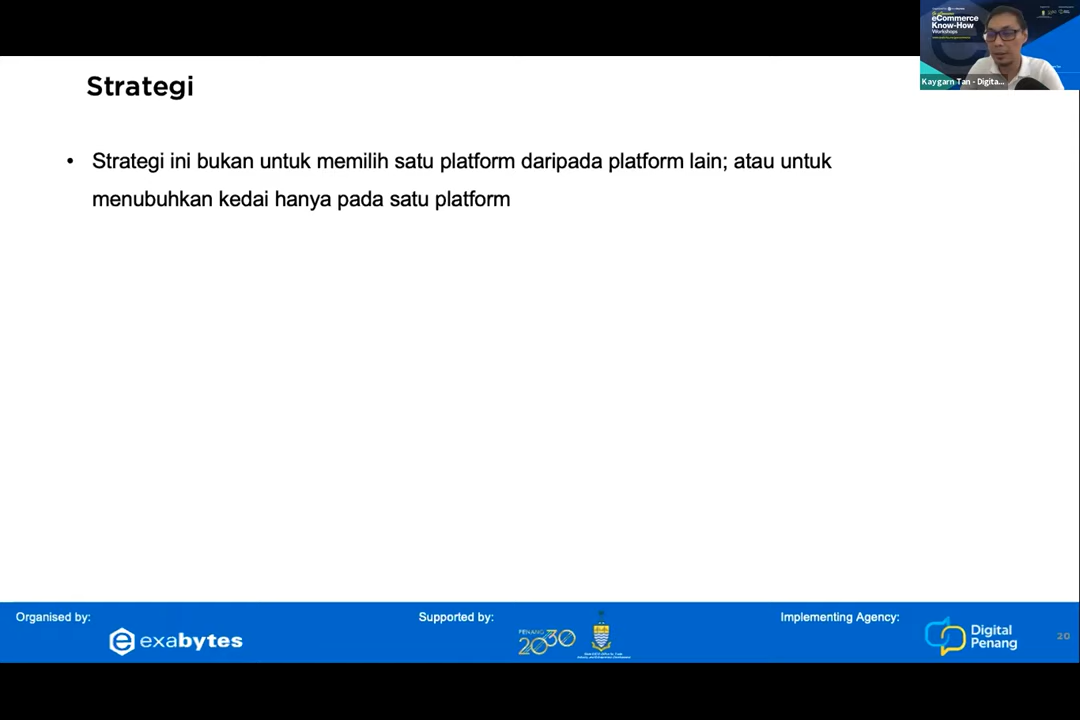 Strategi
• Strategi ini bukan untuk memilih satu platform daripada platform lain; atau untuk
menubuhkan kedai hanya pada satu platform
eCommerce
Know-How
Workshops
Kaygarn Tan - Digita...
Organised by:
exabytes
Supported by:
PENANG
2030
Implementing Agency:
Digital
Penang
20